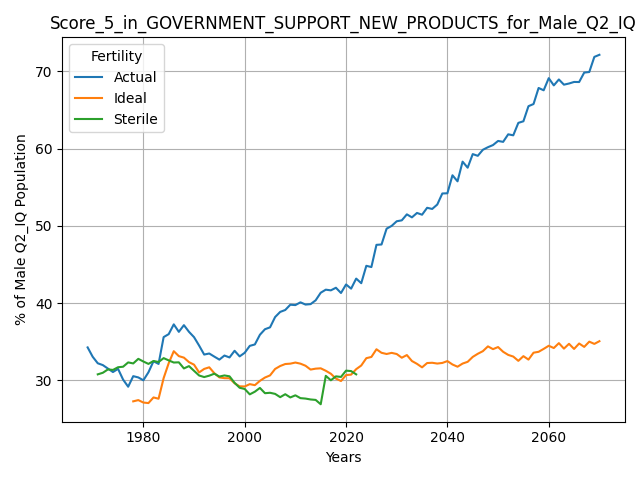 Score_5_in_GOVERNMENT_SUPPORT_NEW_PRODUCTS_for_Male_Q2_IQ
Fertility
Actual
Ideal
Sterile
% of Male Q2_IQ Population
70
60
50
40
30
1980
2000
2020
2040
2060
Years